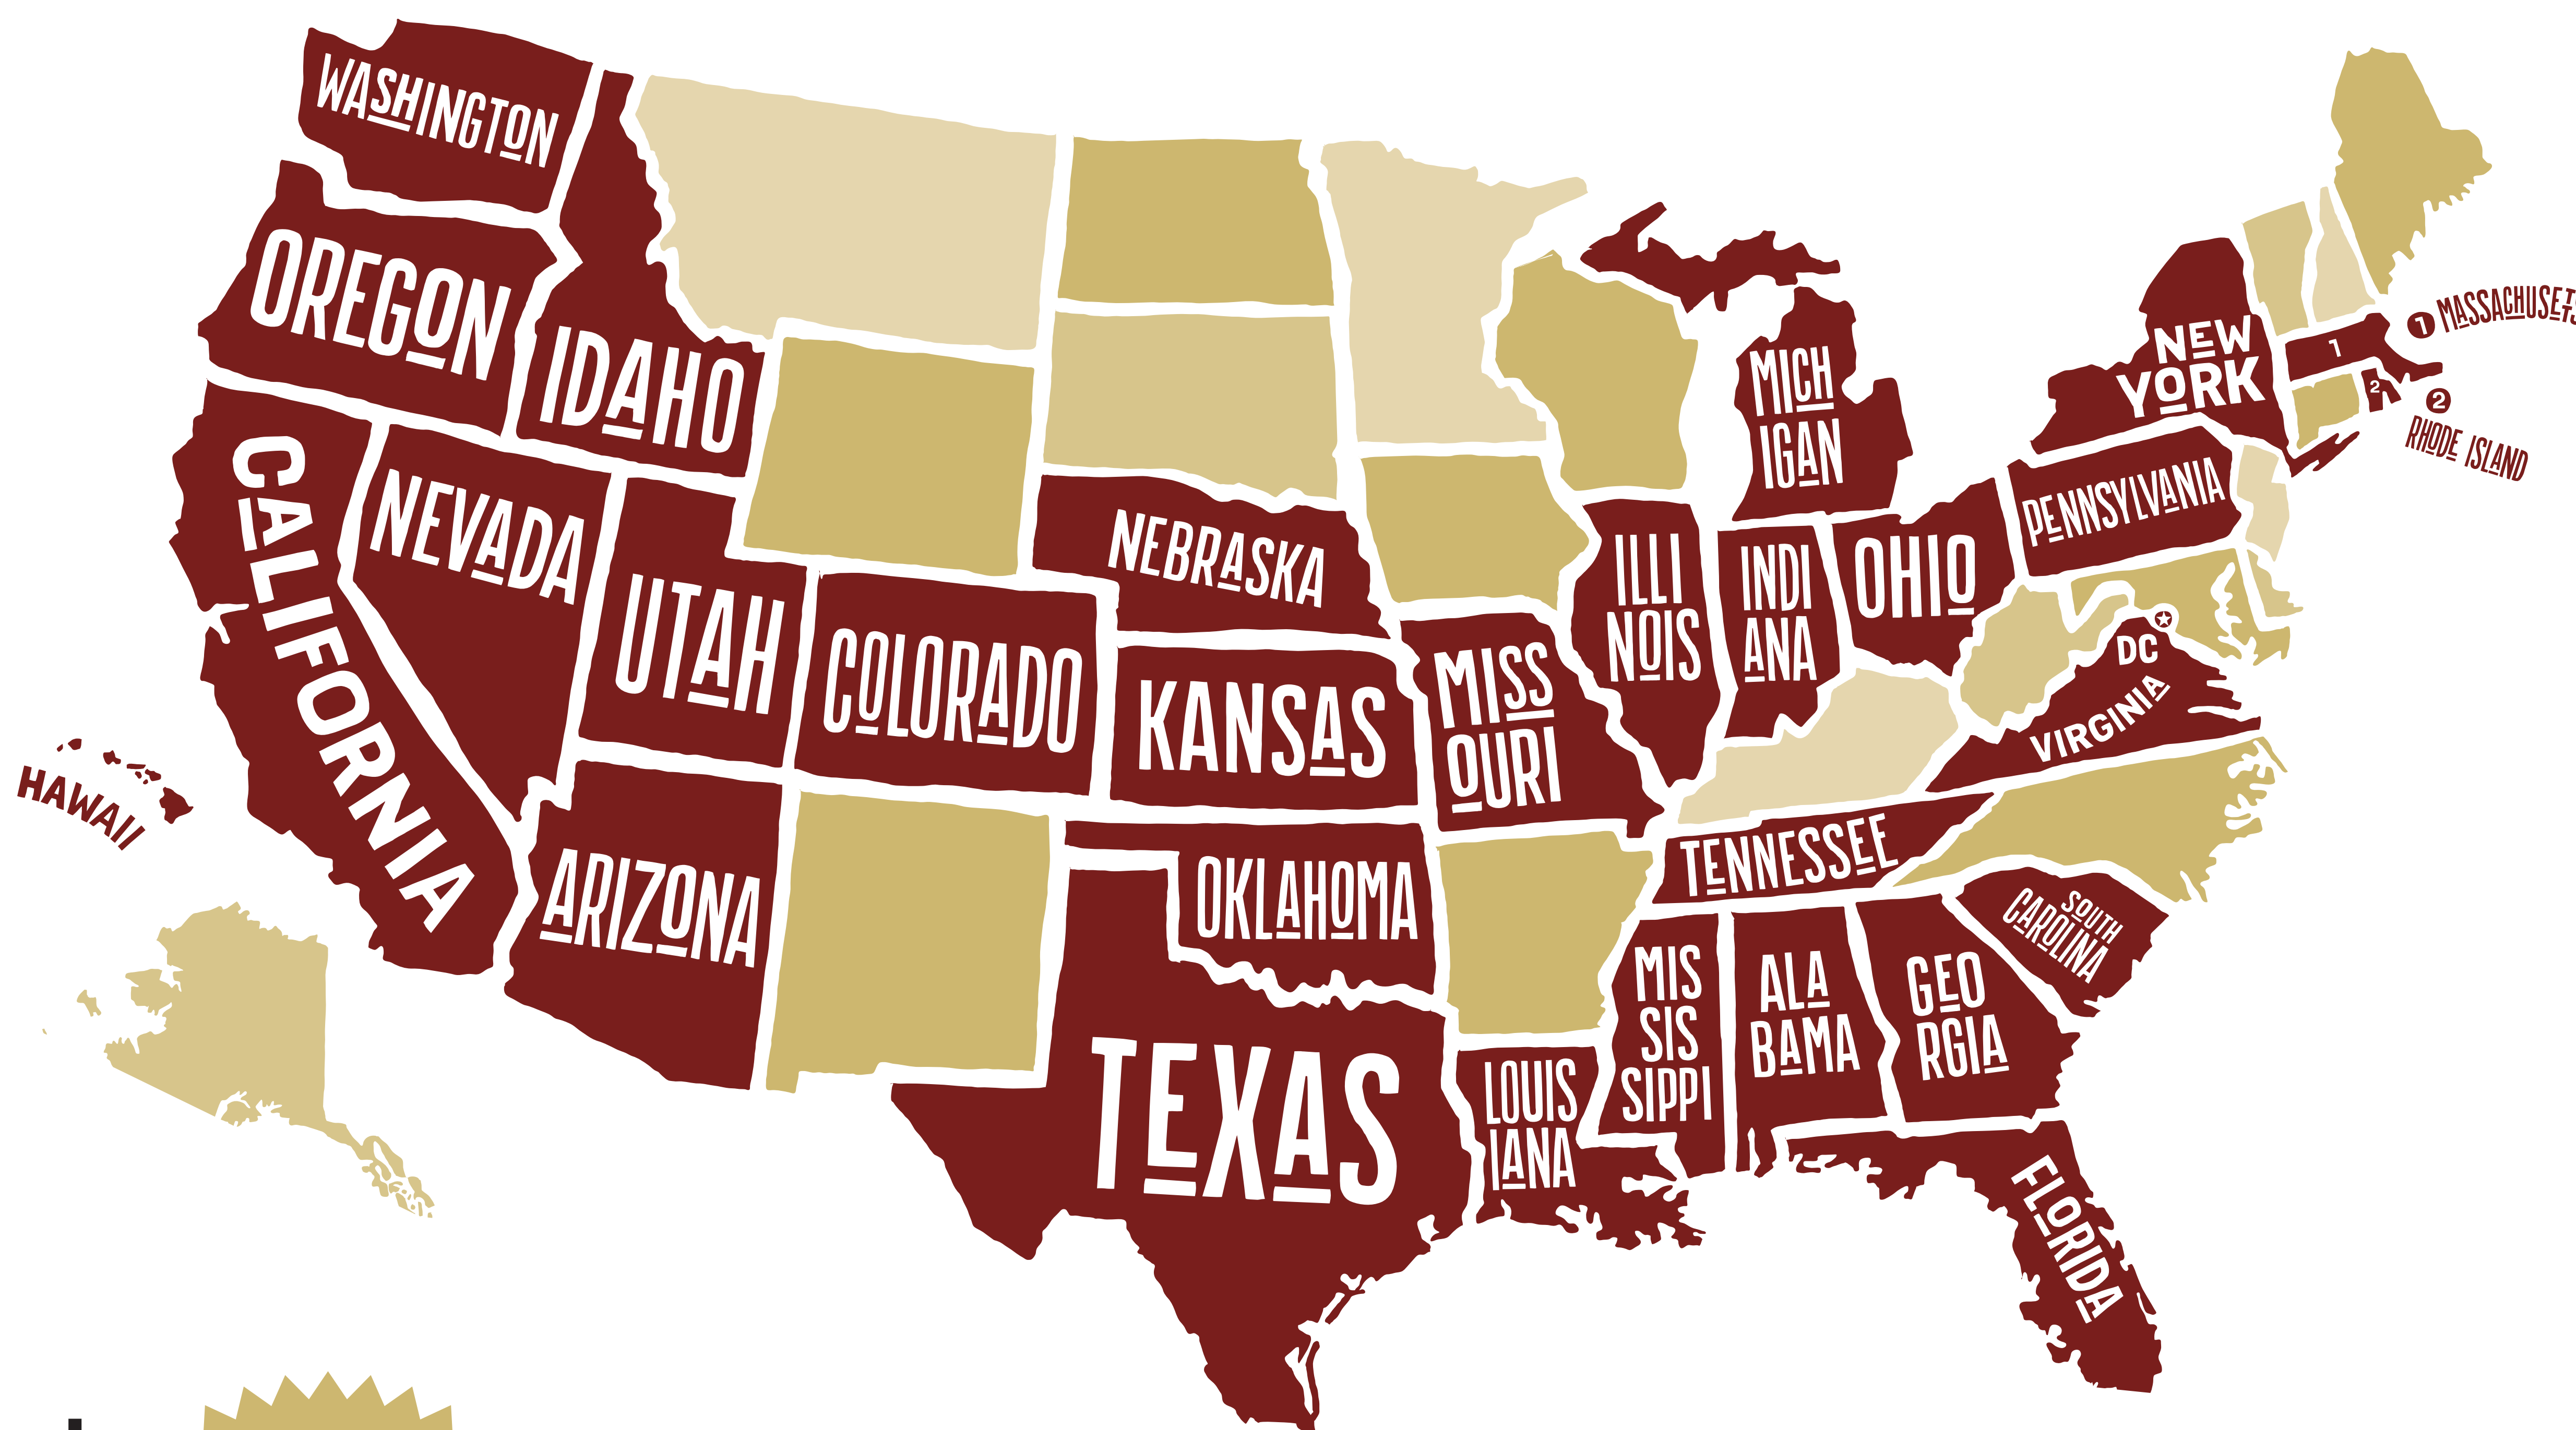 WASHINGTON
OREGON
IDAHO
CALIFORNIA
NEVADA
UTAH
COLORADO
ARIZONA
HAWAII
NEBRASKA
KANSAS
OKLAHOMA
TEXAS
MISS
OURI
ILLI
NOIS
INDI
ANA
MICH
IGAN
OHIO
PENNSYLVANIA
NEW
YORK
1
2
1 MASSACHUSETTS
2
RHODE ISLAND
DC
VIRGINIA
TENNESSEE
SOUTH
CAROLINA
MIS
SIS
SIPPI
ALA
BAMA
GEO
RGIA
LOUIS
IANA
FLORIDA